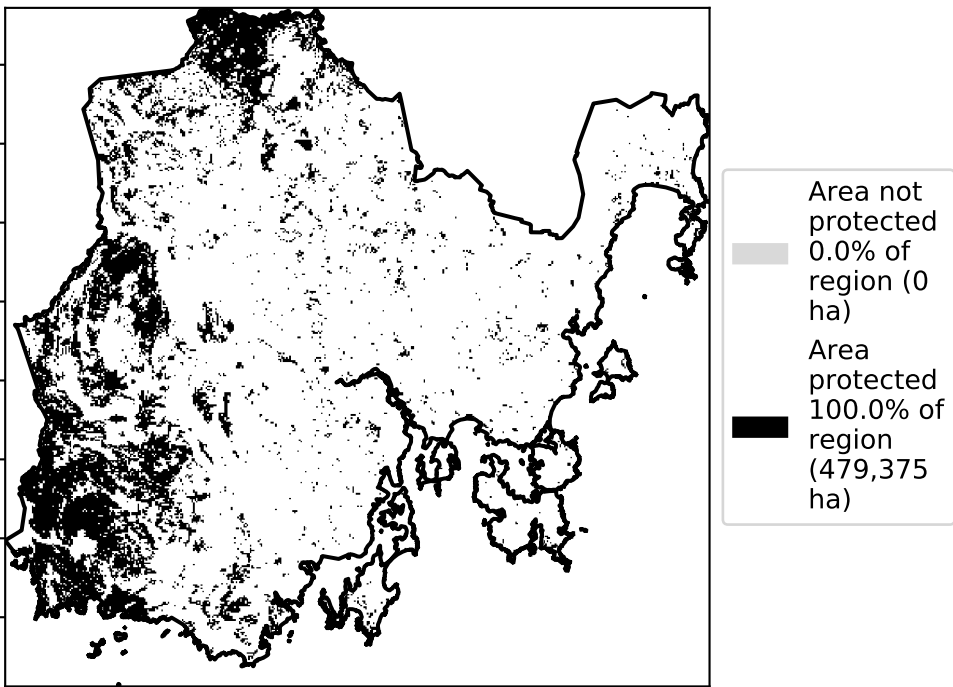 Area not
protected
0.0% of
region (0
ha)
Area
protected
100.0% of
region
(479,375
ha)